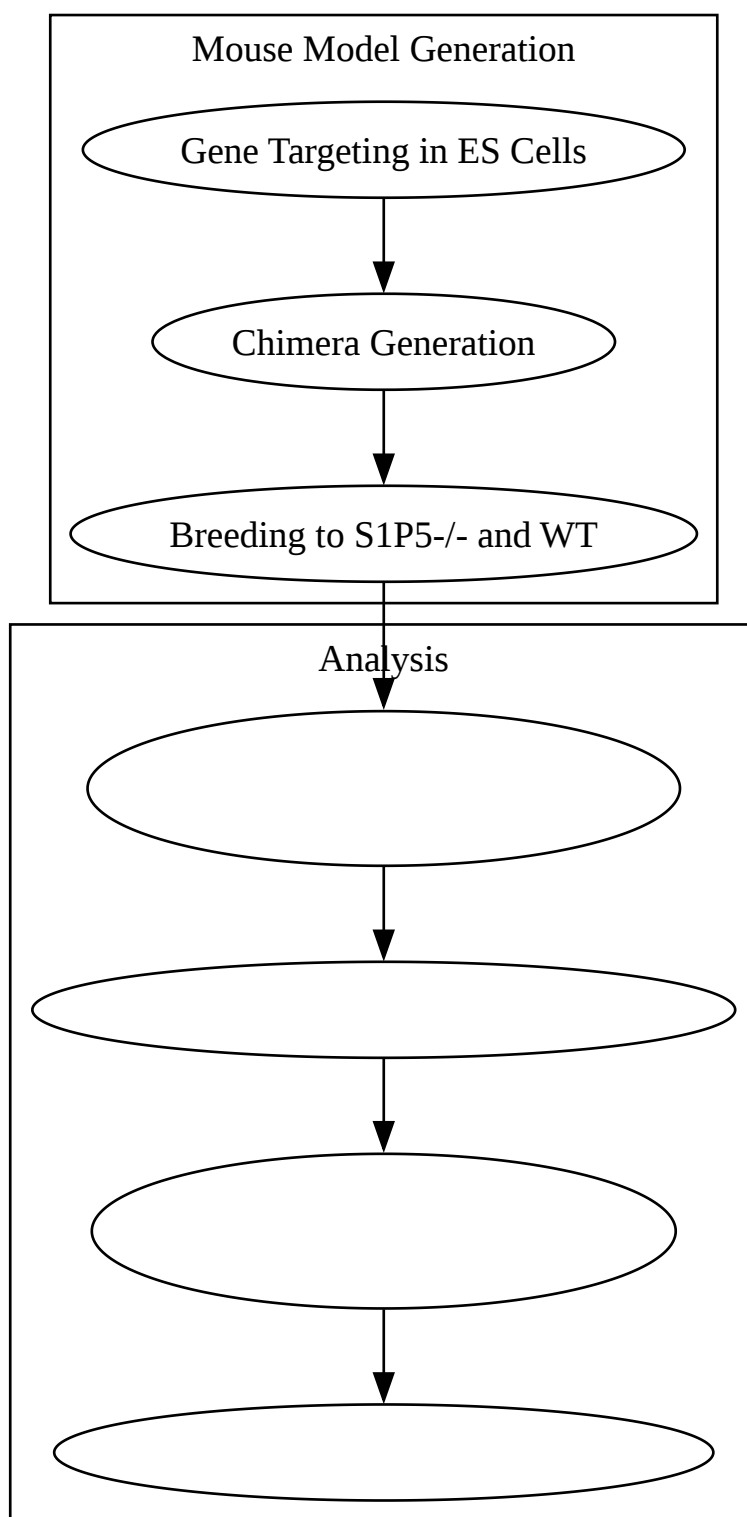 Mouse Model Generation
Gene Targeting in ES Cells
Chimera Generation
Breeding to S1P5-/- and WT
Analysis